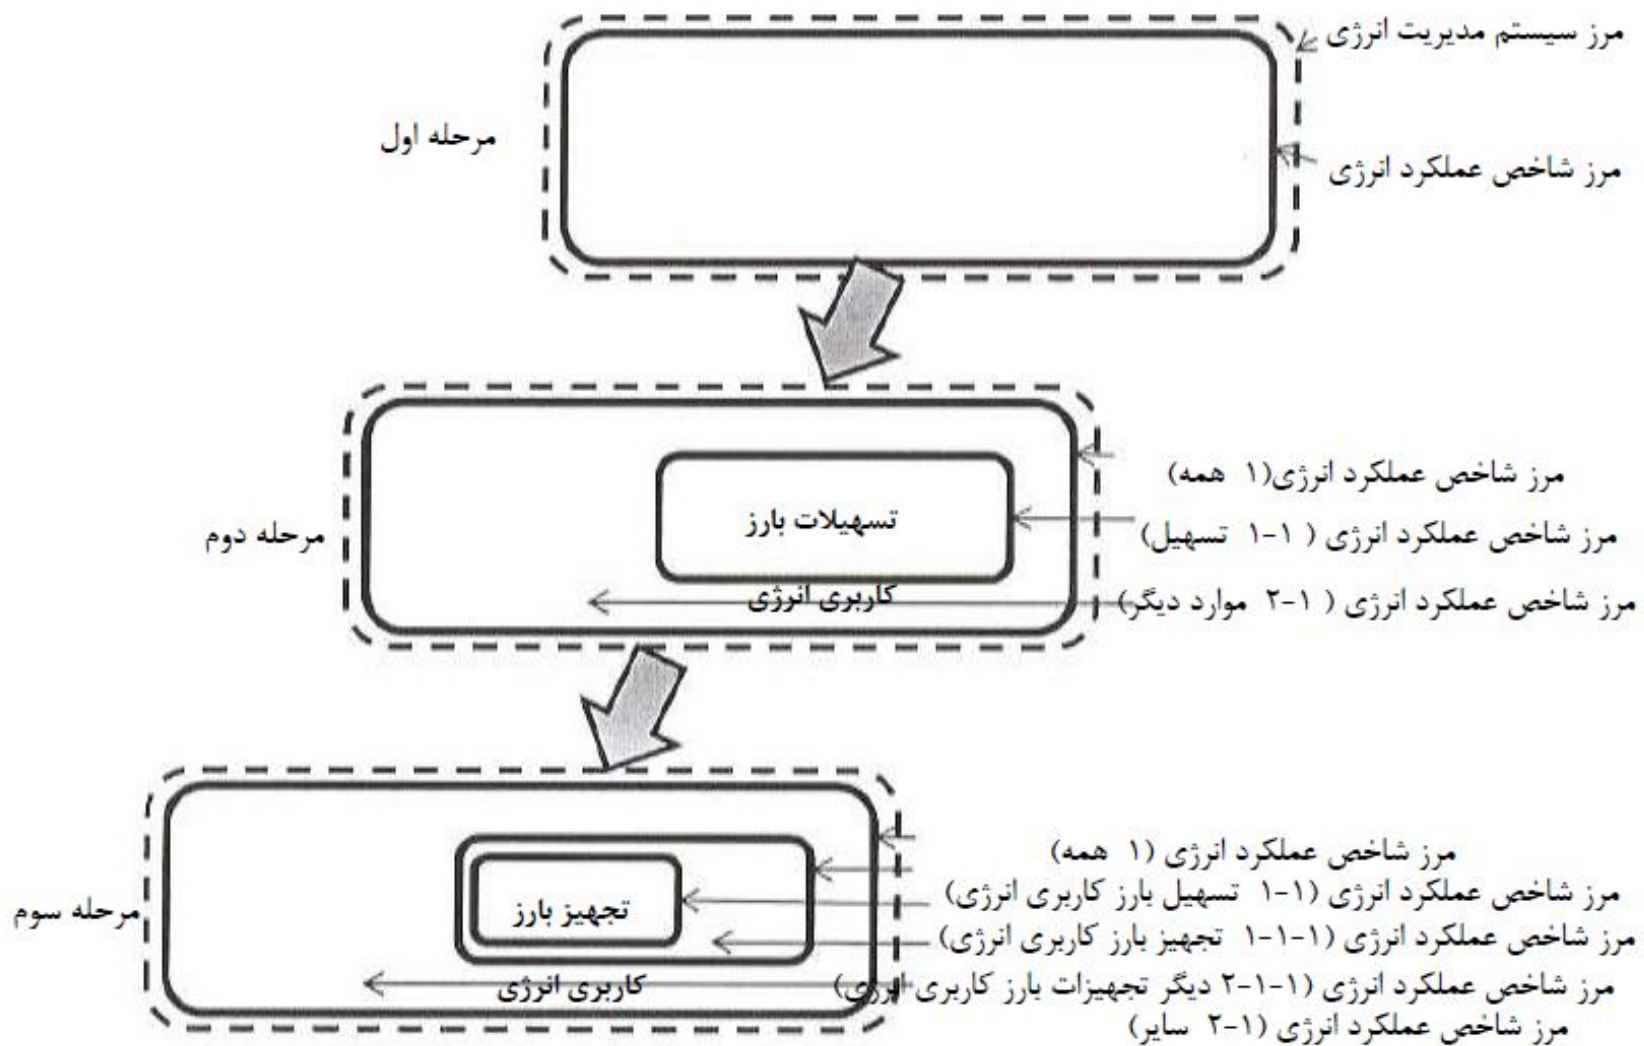 مرز سیستم مدیریت انرژی
مرحله اول
مرز شاخص عملکرد انرژی
مرز شاخص عملکرد انرژی(۱ همه)
تسهیلات بارز
مرز شاخص عملکرد انرژی ( ۱-۱ تسهیل)
مرحله دوم
کاربری انرژی
مرز شاخص عملکرد انرژی ( ۱-۲ موارد دیگر)
مرز شاخص عملکرد انرژی (۱ همه)
مرز شاخص عملکرد انرژی (۱-۱ تسهیل بارز کاربری انرژی)
تجهیز بارز
مرحله سوم
مرز شاخص عملکرد انرژی (۱-۱-۱ تجهیز بارز کاربری انرژی)
کاربری انرژی
مرز شاخص عملکرد انرژی (۱-۱-۲ دیگر تجهیزات بارز کاربری انرژی)
مرز شاخص عملکرد انرژی (۱-۲ سایر)